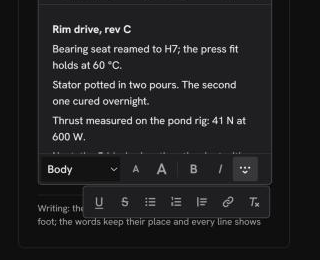 Rim drive, rev C
Bearing seat reamed to H7; the press fit
holds at 60 °C.
Stator potted in two pours. The second
one cured overnight.
Thrust measured on the pond rig: 41 N at
600 W.
Body A A B I
U S Tx
Writing: the
foot; the words keep their place and every line shows